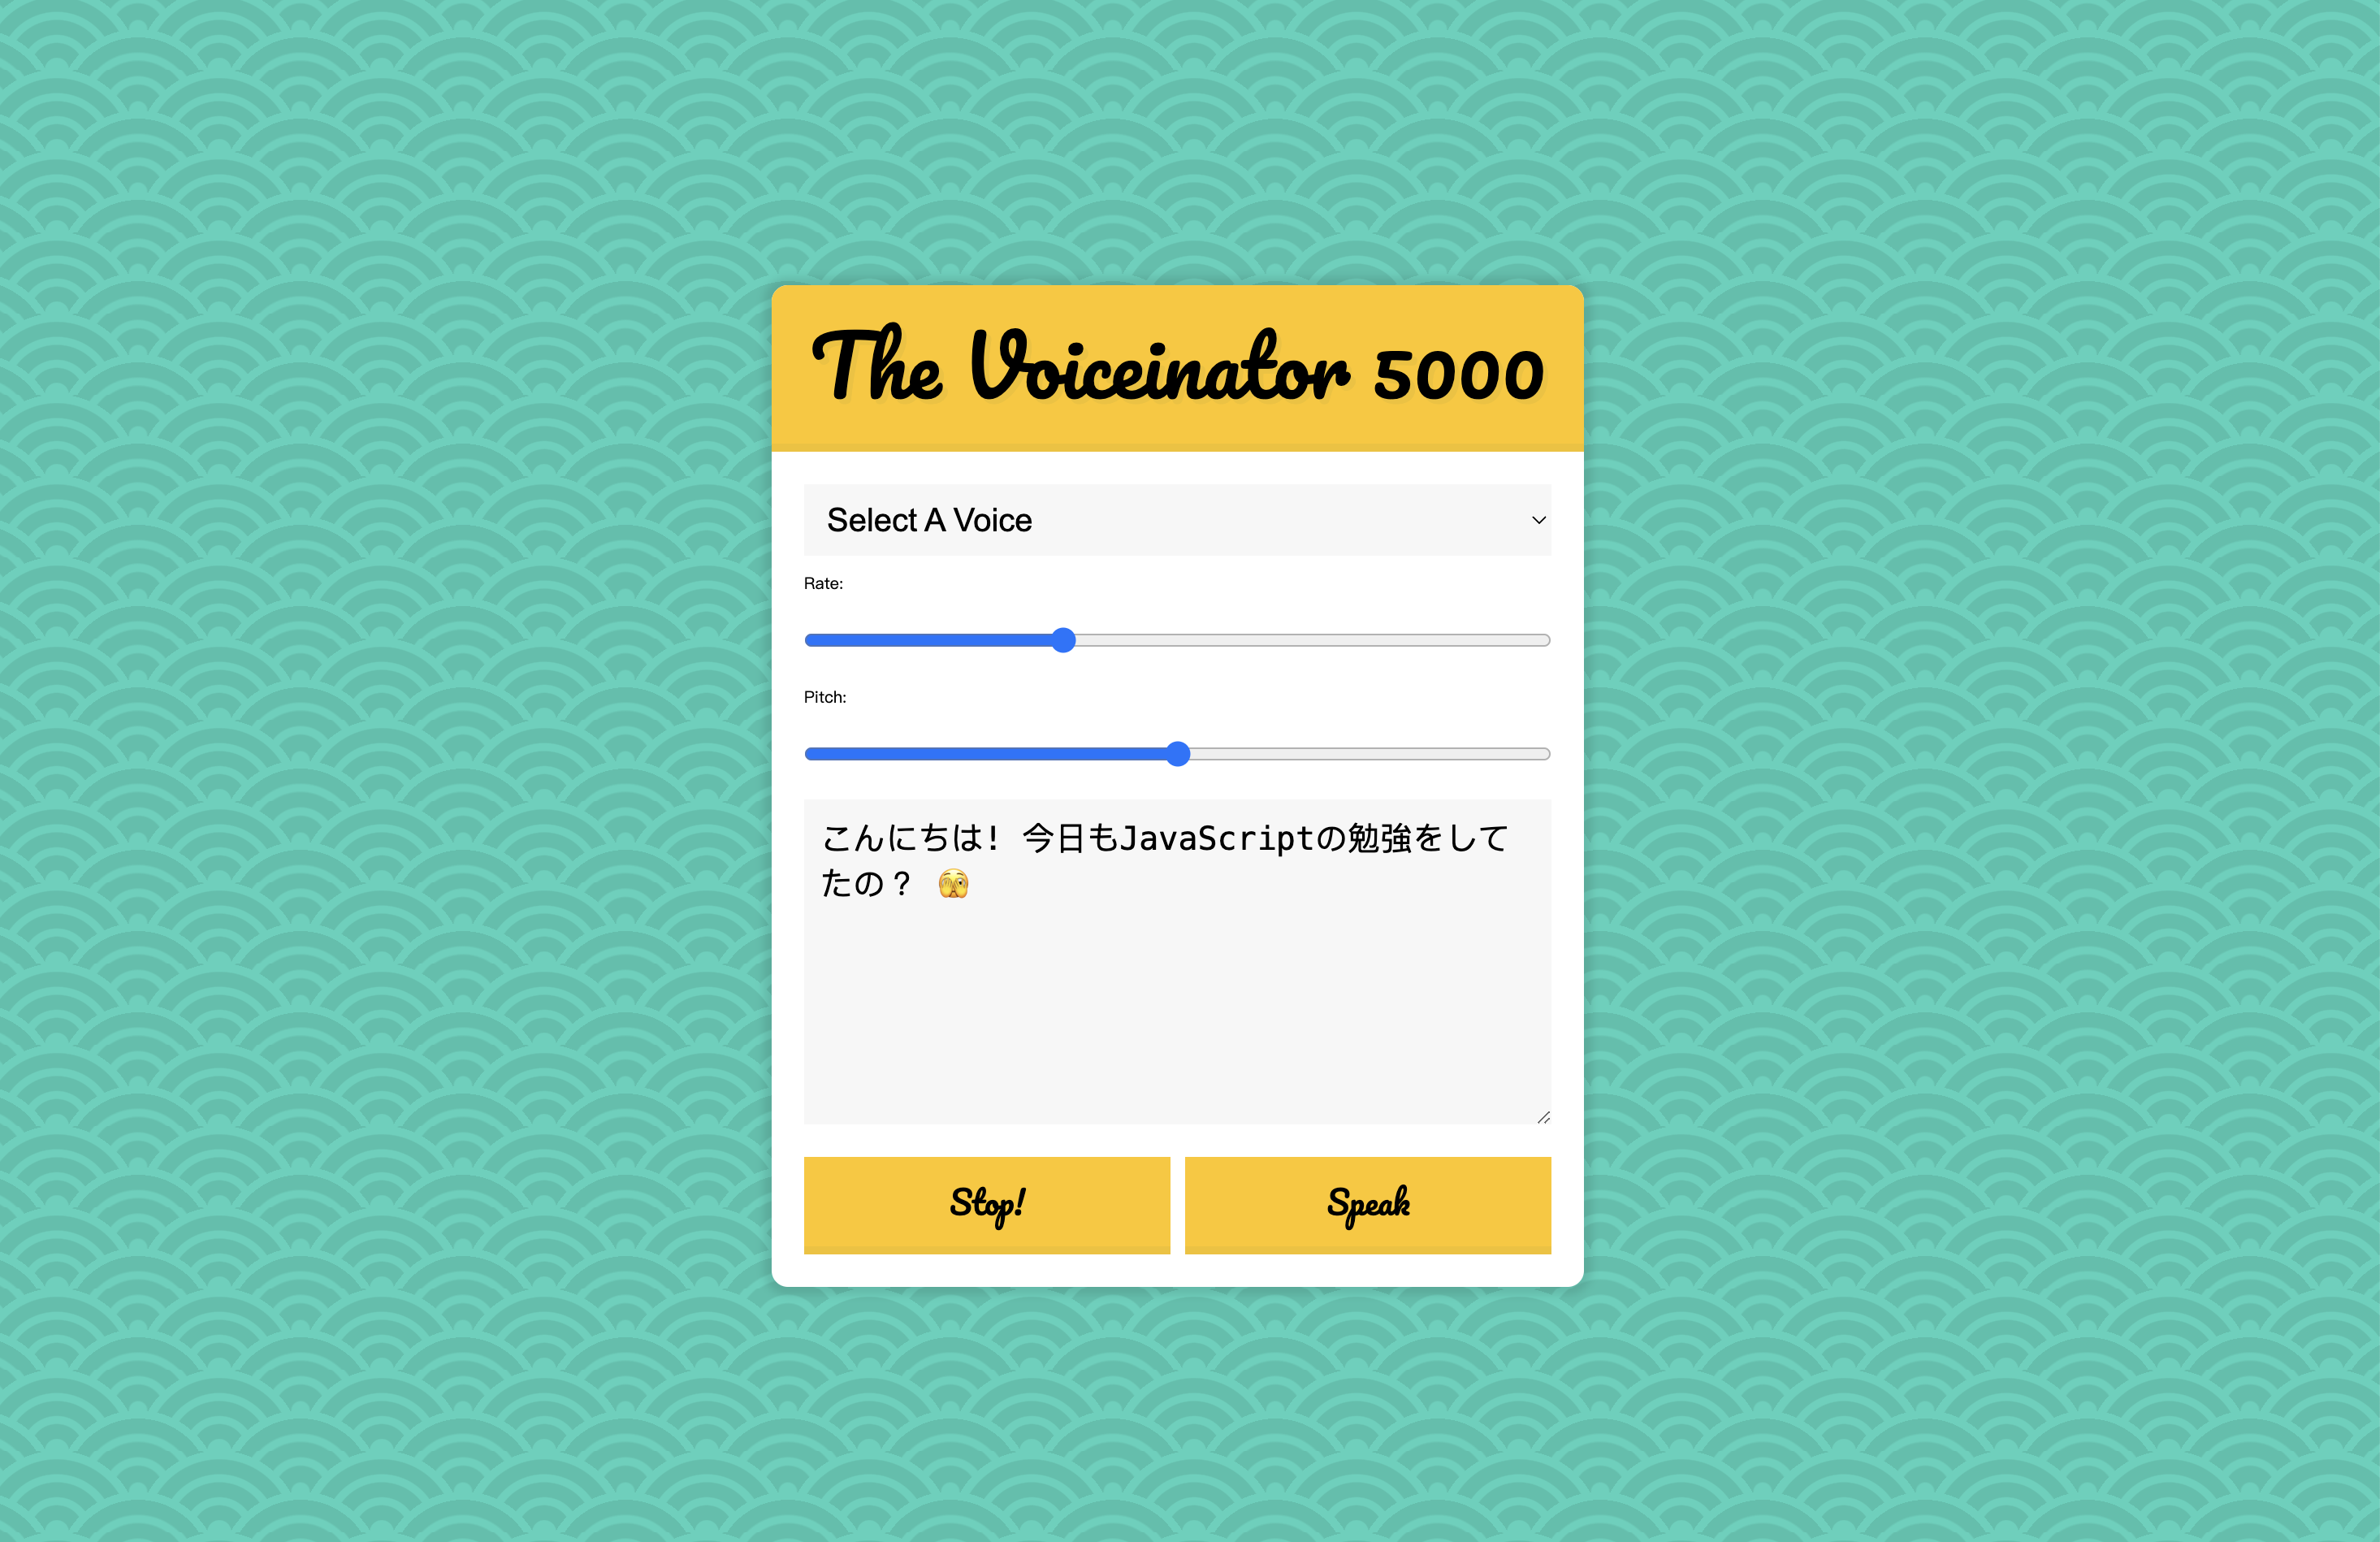 The Voiceinator 5000
Select A Voice
Rate:
Pitch:
こんにちは! 今日もJavaScriptの勉強をして
たの？ 🫣
Stop!
Speak